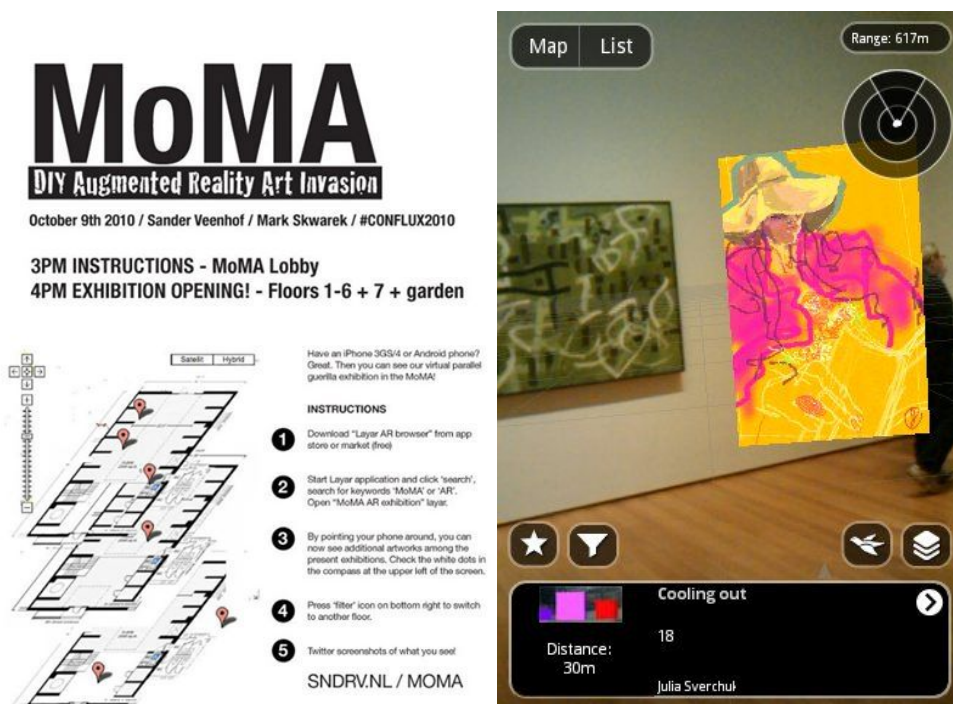 MoMA
DIY Augmented Reality Art Invasion
October 9th 2010 / Sander Veenhof / Mark Skwarek / #CONFLUX2010
3PM INSTRUCTIONS - MoMA Lobby
4PM EXHIBITION OPENING! - Floors 1-6 + 7 + garden
Satellit Hybrid
Have an iPhone 3GS/4 or Android phone?
Great. Then you can see our virtual parallel
guerilla exhibition in the MoMA!
INSTRUCTIONS
1 Download "Layar AR browser" from app
store or market (free)
2 Start Layar application and click 'search',
search for keywords 'MoMA' or 'AR'.
Open "MoMA AR exhibition" layar.
3 By pointing your phone around, you can
now see additional artworks among the
present exhibitions. Check the white dots in
the compass at the upper left of the screen.
4 Press 'filter' icon on bottom right to switch
to another floor.
5 Twitter screenshots of what you see!
SNDRV.NL / MOMA
Map List
Range: 617m
Cooling out
18
Distance:
30m
Julia Sverchuk